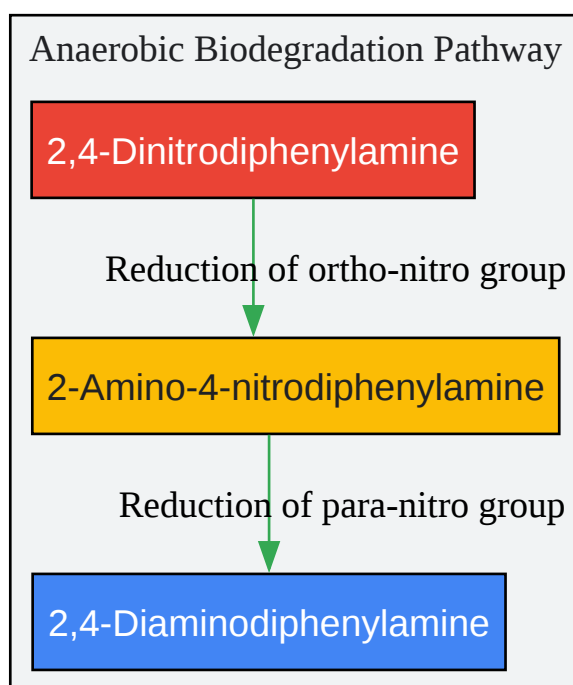 Anaerobic Biodegradation Pathway
2,4-Dinitrodiphenylamine
Reduction of ortho-nitro group
2-Amino-4-nitrodiphenylamine
Reduction of para-nitro group
2,4-Diaminodiphenylamine